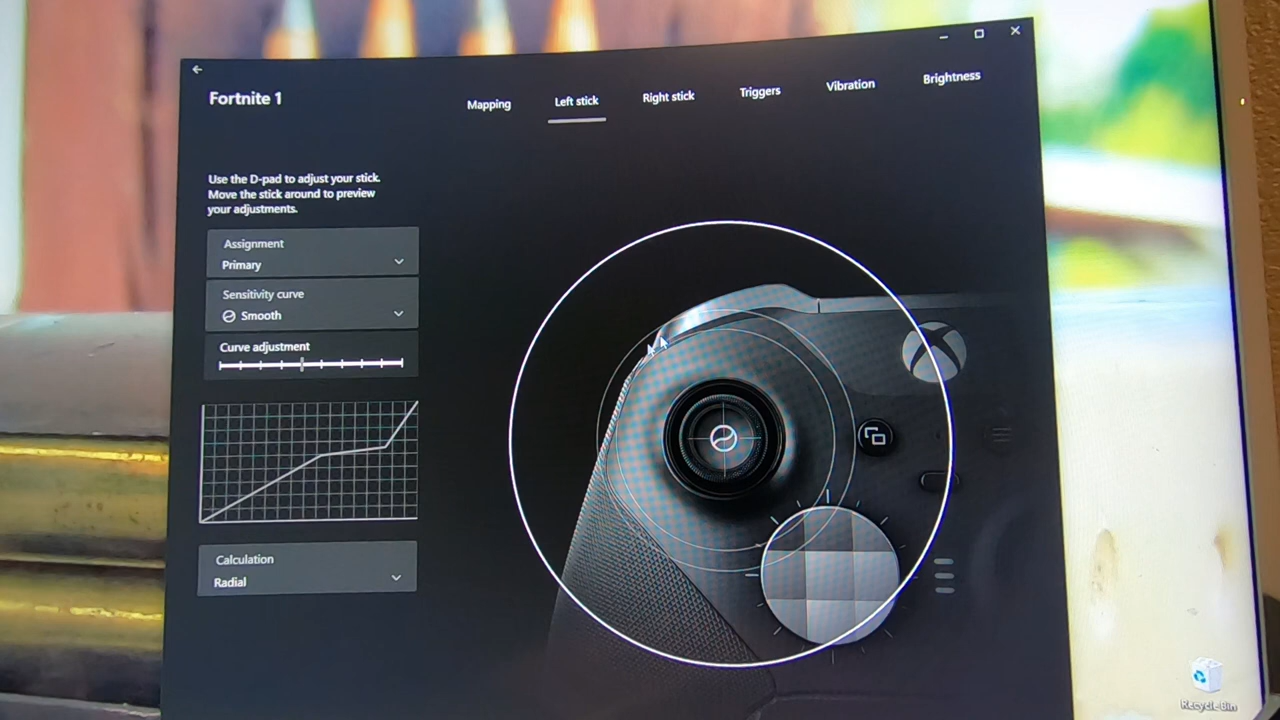 Fortnite 1
Mapping
Left stick
Right stick
Triggers
Vibration
Brightness
Use the D-pad to adjust your stick.
Move the stick around to preview
your adjustments.
Assignment
Primary
Sensitivity curve
Smooth
Curve adjustment
Calculation
Radial
Recycle Bin